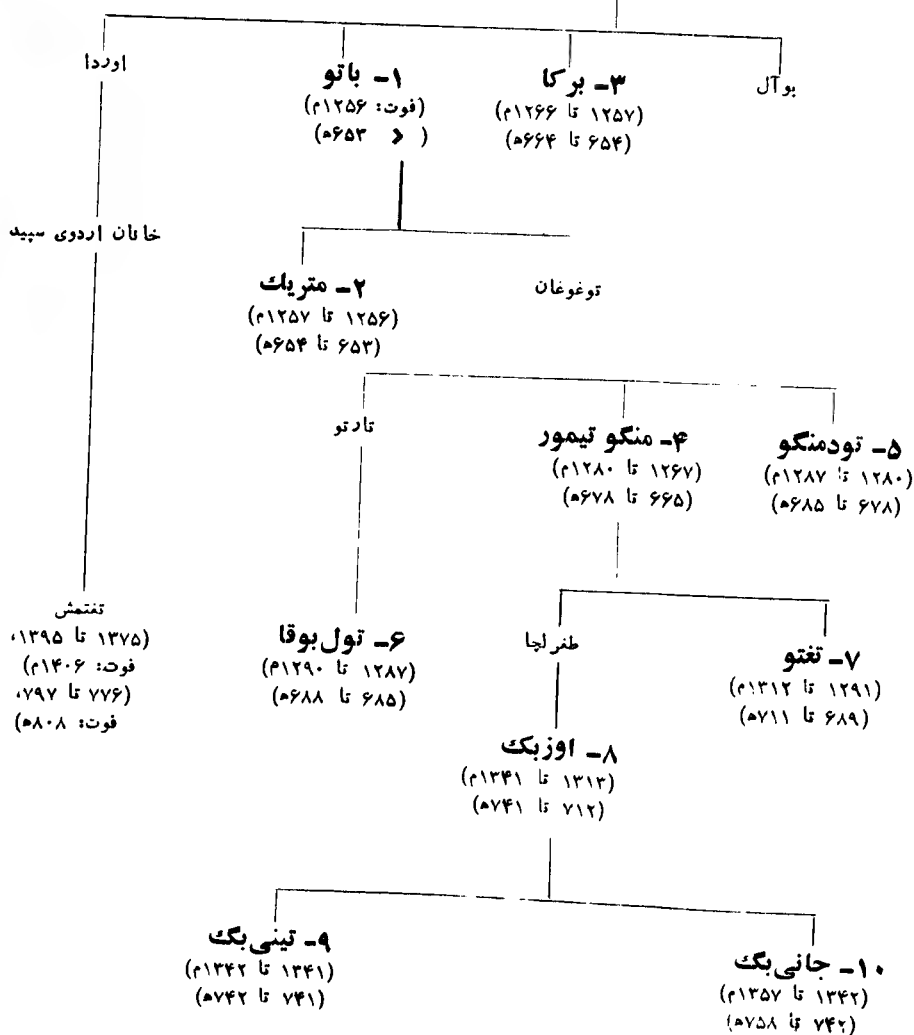 اوردا
۱- باتو
(فوت: ۱۲۵۶م)
( » ۶۵۳ه)
۳- برکا
(۱۲۵۷ تا ۱۲۶۶م)
(۶۵۴ تا ۶۶۴ه)
بوآل
خانان اردوی سپید
۲- متریک
(۱۲۵۶ تا ۱۲۵۷م)
(۶۵۳ تا ۶۵۴ه)
توغوغان
تارتو
۴- منگو تیمور
(۱۲۶۷ تا ۱۲۸۰م)
(۶۶۵ تا ۶۷۸ه)
۵- تودمنگو
(۱۲۸۰ تا ۱۲۸۷م)
(۶۷۸ تا ۶۸۵ه)
تغتمش
(۱۳۷۵ تا ۱۳۹۵،
فوت: ۱۴۰۶م)
(۷۷۶ تا ۷۹۷،
فوت: ۸۰۸ه)
۶- تول‌بوقا
(۱۲۸۷ تا ۱۲۹۰م)
(۶۸۵ تا ۶۸۸ه)
طغرلجا
۷- تغتو
(۱۲۹۱ تا ۱۳۱۲م)
(۶۸۹ تا ۷۱۱ه)
۸- اوزبک
(۱۳۱۳ تا ۱۳۴۱م)
(۷۱۲ تا ۷۴۱ه)
۹- تینی‌بگ
(۱۳۴۱ تا ۱۳۴۲م)
(۷۴۱ تا ۷۴۲ه)
۱۰- جانی‌بگ
(۱۳۴۲ تا ۱۳۵۷م)
(۷۴۲ تا ۷۵۸ه)